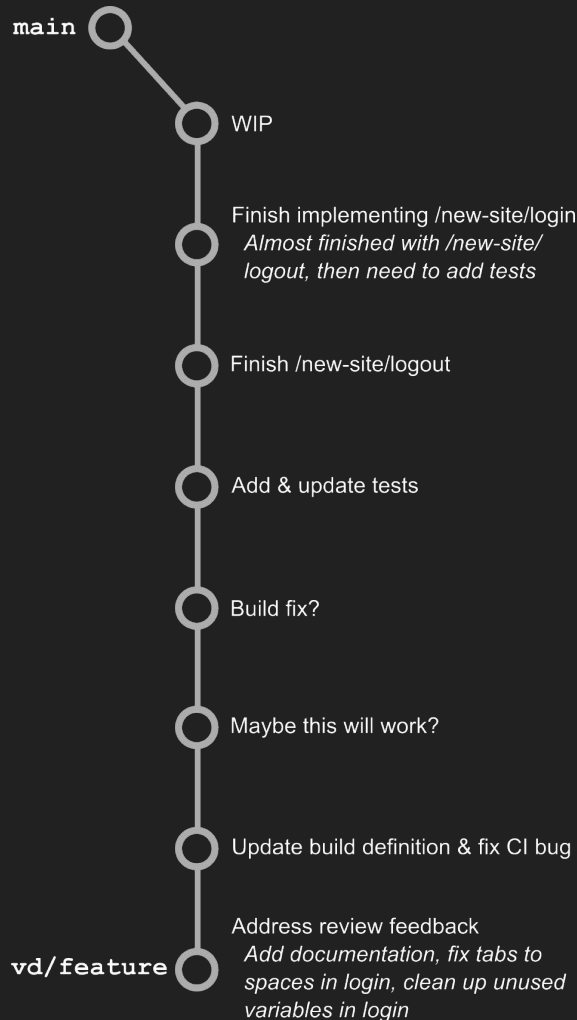 main
WIP
Finish implementing /new-site/login
Almost finished with /new-site/
logout, then need to add tests
Finish /new-site/logout
Add & update tests
Build fix?
Maybe this will work?
Update build definition & fix CI bug
Address review feedback
vd/feature
Add documentation, fix tabs to
spaces in login, clean up unused
variables in login